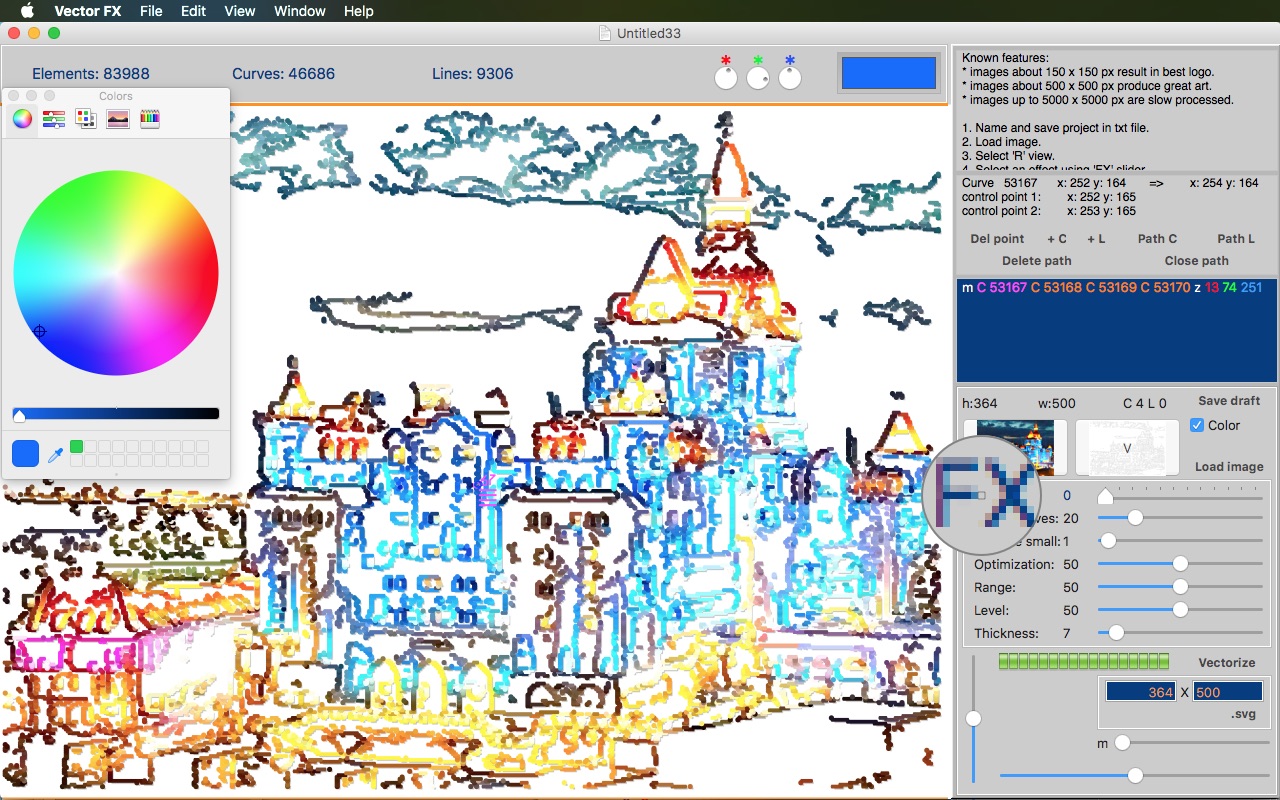 Vector FX File Edit View Window Help
Untitled33
Elements: 83988 Curves: 46686 Lines: 9306
* * *
Colors
Known features:
* images about 150 x 150 px result in best logo.
* images about 500 x 500 px produce great art.
* images up to 5000 x 5000 px are slow processed.
1. Name and save project in txt file.
2. Load image.
3. Select 'R' view.
4. Select an effect using 'FX' slider
Curve 53167 x: 252 y: 164 => x: 254 y: 164
control point 1: x: 252 y: 165
control point 2: x: 253 y: 165
Del point + C + L Path C Path L
Delete path Close path
m C 53167 C 53168 C 53169 C 53170 z 13 74 251
h:364 w:500 C 4 L 0 Save draft
Color
V
Load image
FX 0
ves: 20
small: 1
Optimization: 50
Range: 50
Level: 50
Thickness: 7
Vectorize
364 X 500
.svg
m